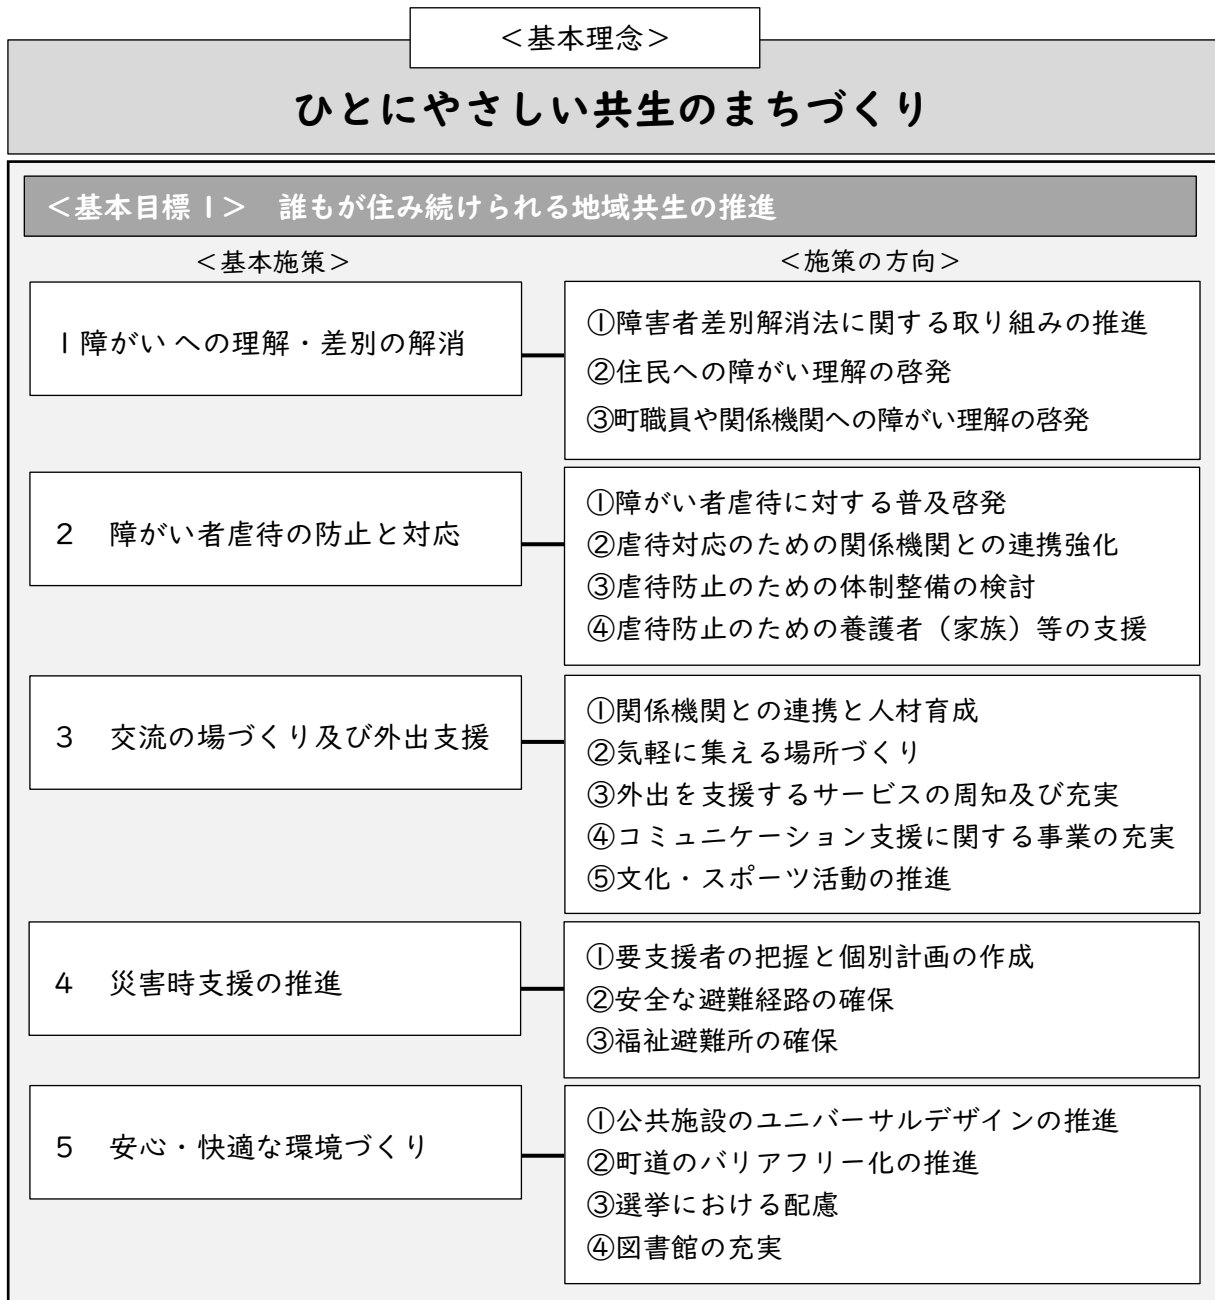 ＜基本理念＞
ひとにやさしい共生のまちづくり
＜基本目標１＞　誰もが住み続けられる地域共生の推進
＜基本施策＞
＜施策の方向＞
１障がい への理解・差別の解消
①障害者差別解消法に関する取り組みの推進
②住民への障がい理解の啓発
③町職員や関係機関への障がい理解の啓発
２　障がい者虐待の防止と対応
①障がい者虐待に対する普及啓発
②虐待対応のための関係機関との連携強化
③虐待防止のための体制整備の検討
④虐待防止のための養護者（家族）等の支援
３　交流の場づくり及び外出支援
①関係機関との連携と人材育成
②気軽に集える場所づくり
③外出を支援するサービスの周知及び充実
④コミュニケーション支援に関する事業の充実
⑤文化・スポーツ活動の推進
４　災害時支援の推進
①要支援者の把握と個別計画の作成
②安全な避難経路の確保
③福祉避難所の確保
５　安心・快適な環境づくり
①公共施設のユニバーサルデザインの推進
②町道のバリアフリー化の推進
③選挙における配慮
④図書館の充実